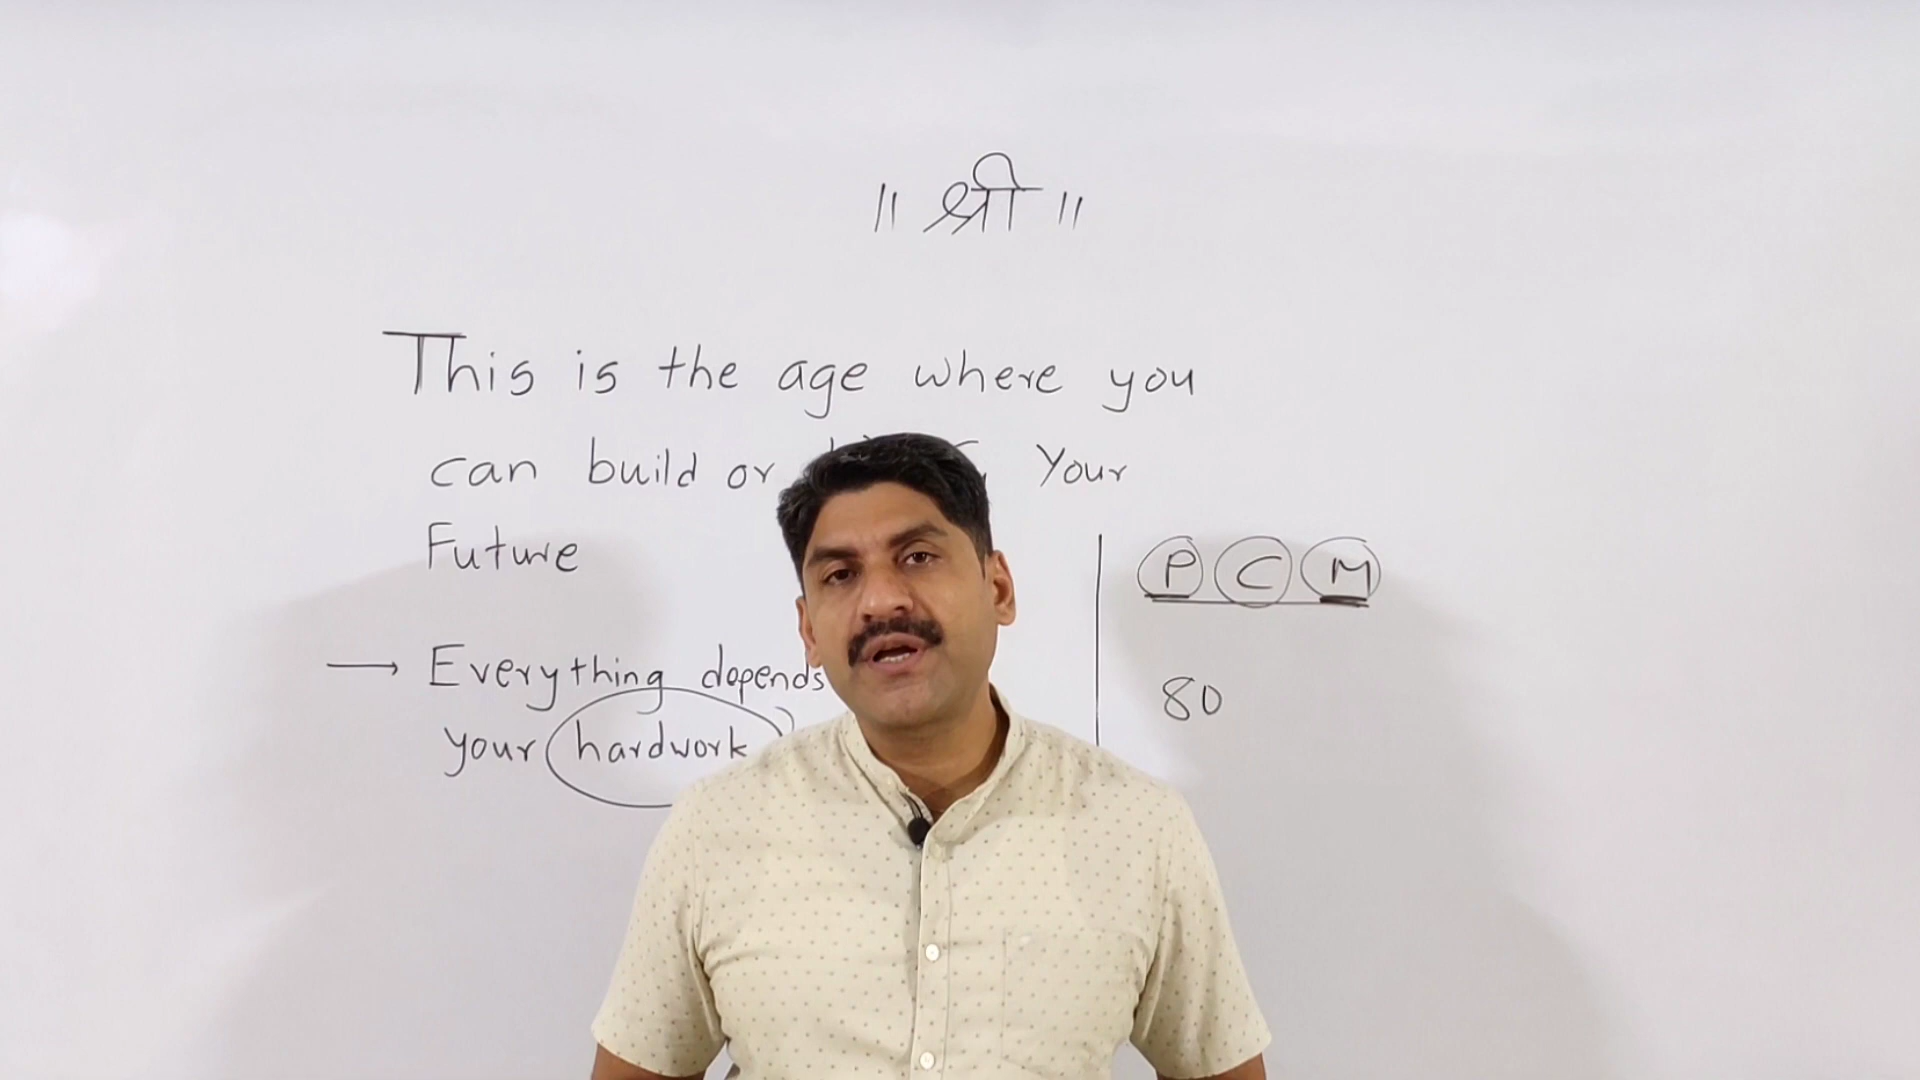 ॥ श्री ॥
This is the age where you
can build or Your
Future
→ Everything depends
your hardwork
P C M
80